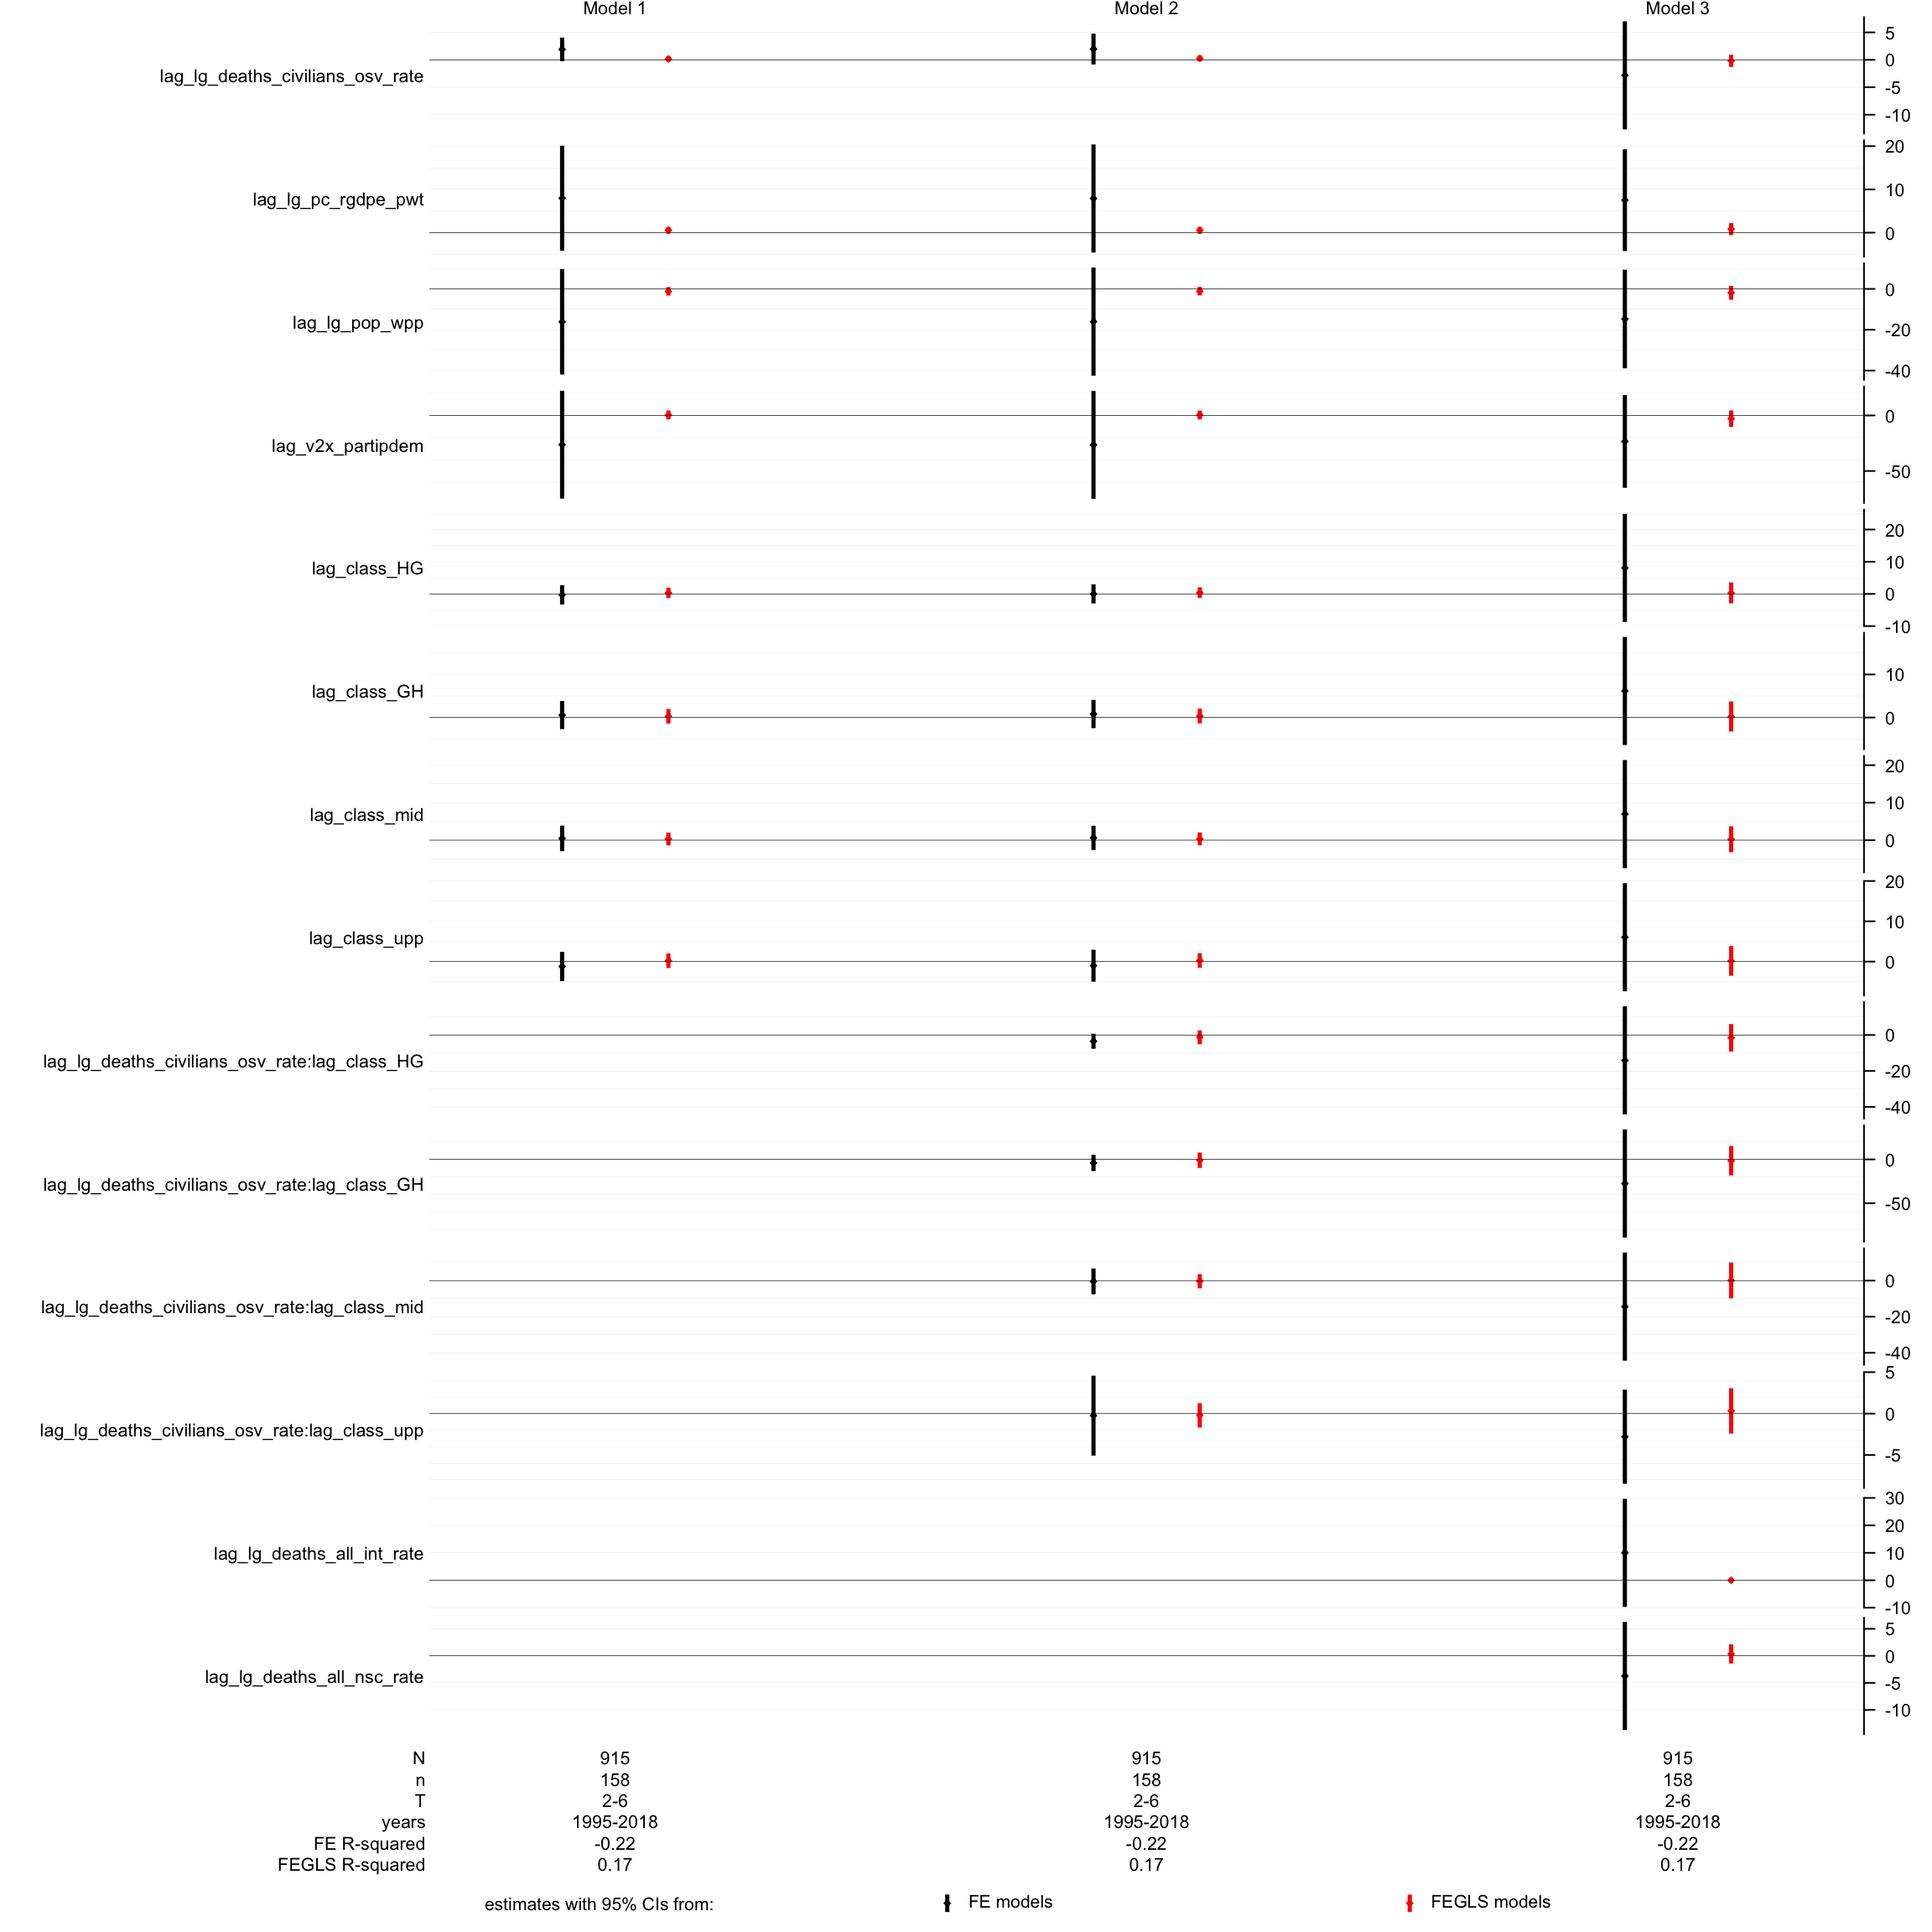 Model 1 Model 2 Model 3
lag_lg_deaths_civilians_osv_rate
5
0
-5
-10
lag_lg_pc_rgdpe_pwt
20
10
0
lag_lg_pop_wpp
0
-20
-40
lag_v2x_partipdem
0
-50
lag_class_HG
20
10
0
-10
lag_class_GH
10
0
lag_class_mid
20
10
0
lag_class_upp
20
10
0
lag_lg_deaths_civilians_osv_rate:lag_class_HG
0
-20
-40
lag_lg_deaths_civilians_osv_rate:lag_class_GH
0
-50
lag_lg_deaths_civilians_osv_rate:lag_class_mid
0
-20
-40
lag_lg_deaths_civilians_osv_rate:lag_class_upp
5
0
-5
lag_lg_deaths_all_int_rate
30
20
10
0
-10
lag_lg_deaths_all_nsc_rate
5
0
-5
-10
N 915 915 915
n 158 158 158
T 2-6 2-6 2-6
years 1995-2018 1995-2018 1995-2018
FE R-squared -0.22 -0.22 -0.22
FEGLS R-squared 0.17 0.17 0.17
estimates with 95% CIs from: FE models FEGLS models